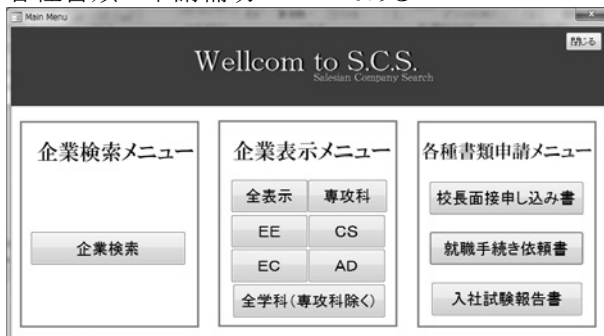 Main Menu
閉じる
Wellcom to S.C.S.
Salesian Company Search
企業検索メニュー
企業検索
企業表示メニュー
全表示 専攻科
EE CS
EC AD
全学科(専攻科除く)
各種書類申請メニュー
校長面接申し込み書
就職手続き依頼書
入社試験報告書